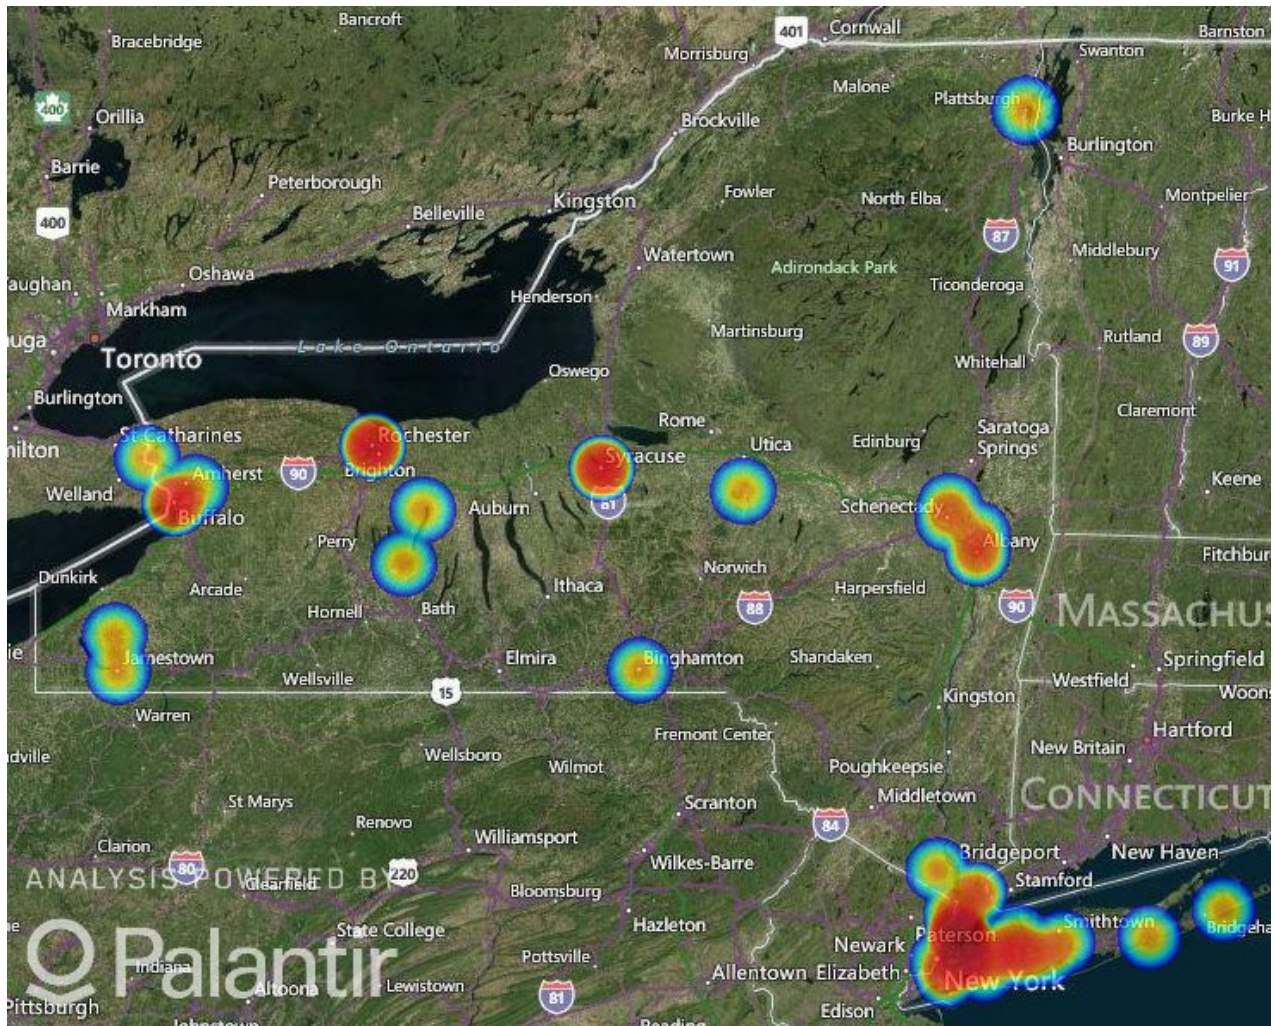 Bancroft
401
Cornwall
Barnston
Bracebridge
Morrisburg
Swanton
Malone
Plattsburgh
400
Orillia
Brockville
Burke H
Burlington
Barrie
Peterborough
Fowler
North Elba
Montpelier
Kingston
Belleville
400
87
Middlebury
91
Watertown
Adirondack Park
Oshawa
aughan
Ticonderoga
Henderson
Markham
Martinsburg
Rutland
89
uga
Lake Ontario
Toronto
Whitehall
Oswego
Burlington
Claremont
Rome
Saratoga
Springs
St Catharines
Rochester
Utica
Edinburg
milton
Syracuse
Brighton
Amherst
90
Keene
Welland
81
Auburn
Schenectady
Buffalo
Perry
Albany
Fitchbur
Norwich
Dunkirk
Arcade
Ithaca
Harpersfield
88
90
Hornell
Bath
MASSACHUS
ie
Jamestown
Elmira
Binghamton
Shandaken
Springfield
Wellsville
15
Westfield
Woons
Kingston
Warren
Fremont Center
Hartford
New Britain
udville
Wellsboro
Wilmot
Poughkeepsie
St Marys
Scranton
Middletown
CONNECTICUT
Renovo
84
Clarion
Williamsport
Bridgeport
New Haven
80
Wilkes-Barre
220
ANALYSIS POWERED BY
Clearfield
Stamford
Bloomsburg
Palantir
State College
Hazleton
Smithtown
Bridgeha
Paterson
Newark
Indiana
Pottsville
Allentown
Elizabeth
New York
Altoona
Lewistown
81
Pittsburgh
Edison
Johnstown
Reading